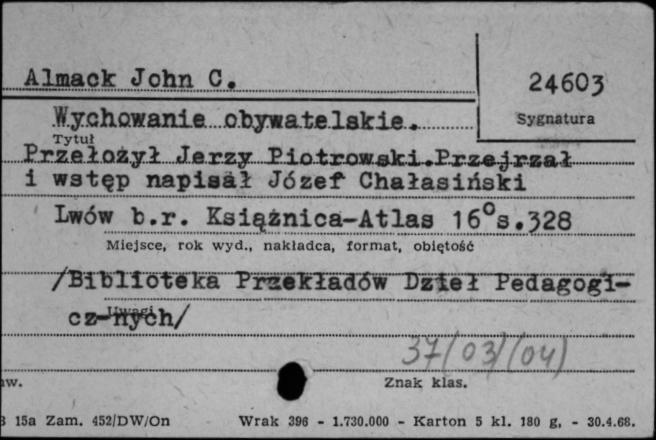 Almack John C.
24603
Sygnatura
Wychowanie obywatelskie.
Tytuł
Przełożył Jerzy Piotrowski.Przejrzał
i wstęp napisał Józef Chałasiński
Lwów b.r. Książnica-Atlas 16°s.328
Miejsce, rok wyd., nakładca, format, obiętość
/Biblioteka Przekładów Dzieł Pedagogi-
Uwagi
cz-nych/
37(03/(04)
Znak klas.
15a Zam. 452/DW/On Wrak 396 - 1.730.000 - Karton 5 kl. 180 g, - 30.4.68.